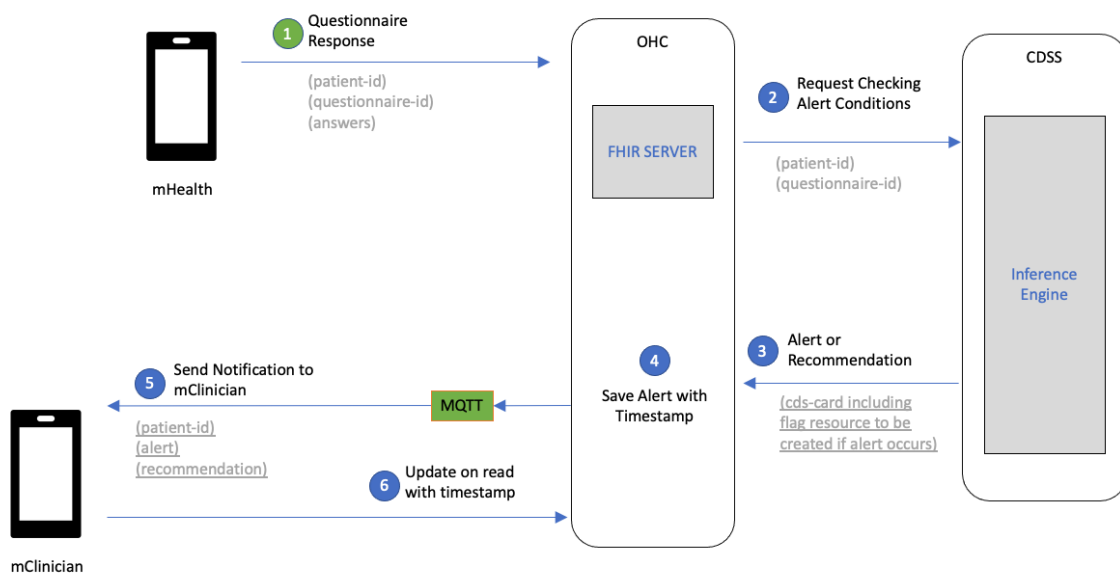 1
Questionnaire
Response
(patient-id)
(questionnaire-id)
(answers)
mHealth
OHC
FHIR SERVER
2
Request Checking
Alert Conditions
(patient-id)
(questionnaire-id)
CDSS
Inference
Engine
3
Alert or
Recommendation
(cds-card including
flag resource to be
created if alert occurs)
4
Save Alert with
Timestamp
5
Send Notification to
mClinician
MQTT
(patient-id)
(alert)
(recommendation)
6
Update on read
with timestamp
mClinician